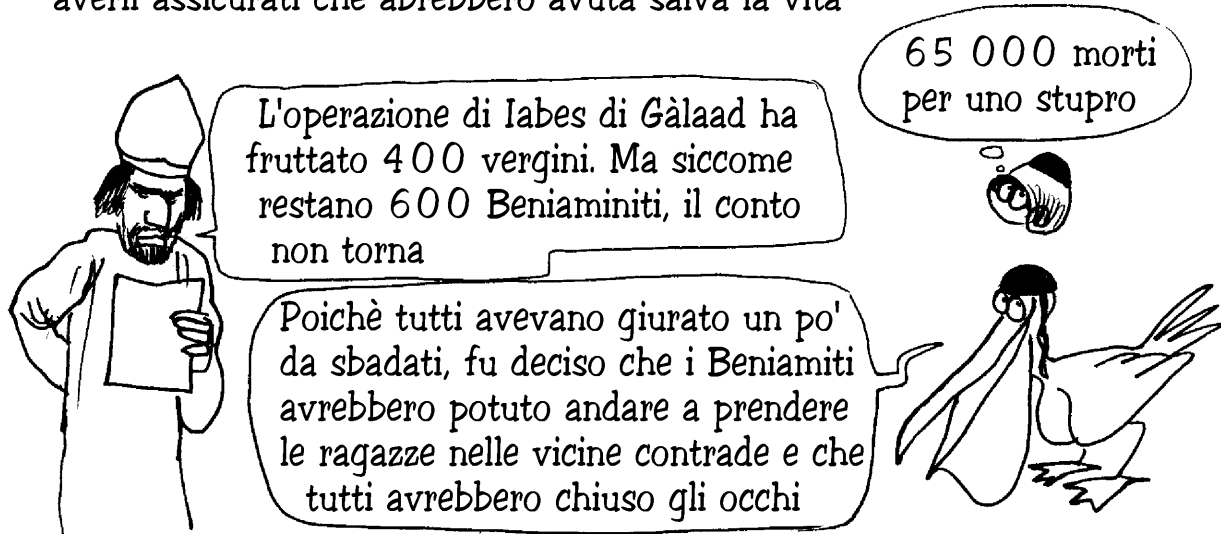 averli assicurati che abrebbero avuta salva la vita
65 000 morti
per uno stupro
L'operazione di Iabes di Gàlaad ha
fruttato 400 vergini. Ma siccome
restano 600 Beniaminiti, il conto
non torna
Poichè tutti avevano giurato un po'
da sbadati, fu deciso che i Beniamiti
avrebbero potuto andare a prendere
le ragazze nelle vicine contrade e che
tutti avrebbero chiuso gli occhi